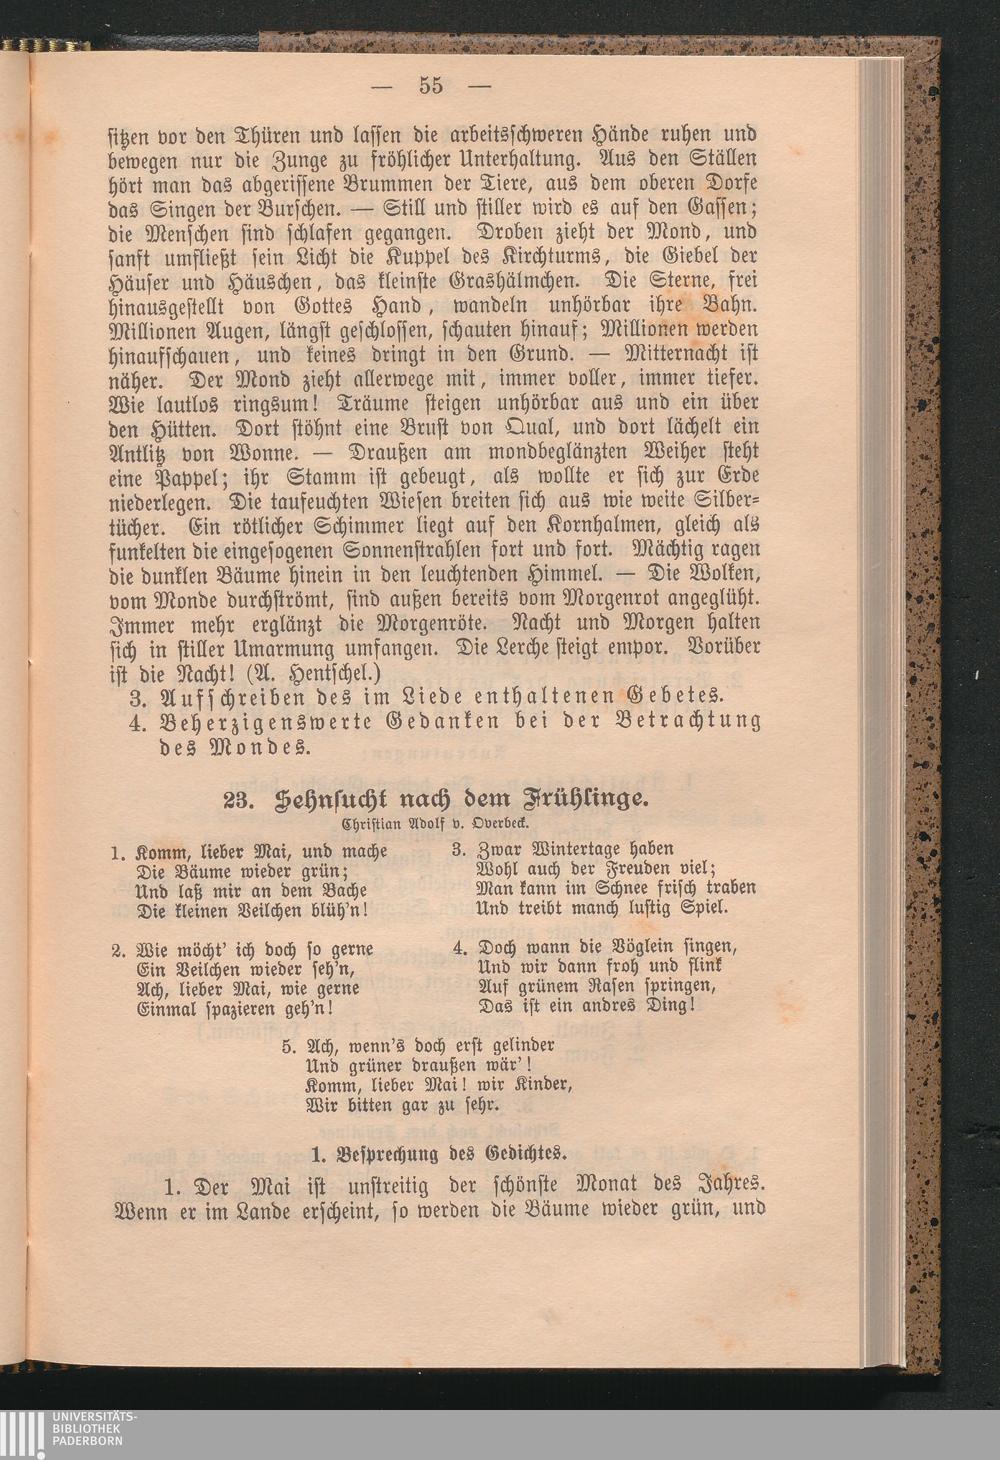 — 55 —
sitzen vor den Thüren und lassen die arbeitsschweren Hände ruhen und
bewegen nur die Zunge zu fröhlicher Unterhaltung. Aus den Ställen
hört man das abgerissene Brummen der Tiere, aus dem oberen Dorfe
das Singen der Burschen. — Still und stiller wird es auf den Gassen;
die Menschen sind schlafen gegangen. Droben zieht der Mond, und
sanft umfließt sein Licht die Kuppel des Kirchturms, die Giebel der
Häuser und Häuschen, das kleinste Grashälmchen. Die Sterne, frei
hinausgestellt von Gottes Hand, wandeln unhörbar ihre Bahn.
Millionen Augen, längst geschlossen, schauten hinauf; Millionen werden
hinaufschauen, und keines dringt in den Grund. — Mitternacht ist
näher. Der Mond zieht allerwege mit, immer voller, immer tiefer.
Wie lautlos ringsum! Träume steigen unhörbar aus und ein über
den Hütten. Dort stöhnt eine Brust von Qual, und dort lächelt ein
Antlitz von Wonne. — Draußen am mondbeglänzten Weiher steht
eine Pappel; ihr Stamm ist gebeugt, als wollte er sich zur Erde
niederlegen. Die taufeuchten Wiesen breiten sich aus wie weite Silber-
tücher. Ein rötlicher Schimmer liegt auf den Kornhalmen, gleich als
funkelten die eingesogenen Sonnenstrahlen fort und fort. Mächtig ragen
die dunklen Bäume hinein in den leuchtenden Himmel. — Die Wolken,
vom Monde durchströmt, sind außen bereits vom Morgenrot angeglüht.
Immer mehr erglänzt die Morgenröte. Nacht und Morgen halten
sich in stiller Umarmung umfangen. Die Lerche steigt empor. Vorüber
ist die Nacht! (A. Hentschel.)
3. Aufschreiben des im Liede enthaltenen Gebetes.
4. Beherzigenswerte Gedanken bei der Betrachtung
des Mondes.
23. Sehnsucht nach dem Frühlinge.
Christian Adolf v. Overbeck.
1. Komm, lieber Mai, und mache
Die Bäume wieder grün;
Und laß mir an dem Bache
Die kleinen Veilchen blüh'n!
2. Wie möcht' ich doch so gerne
Ein Veilchen wieder seh'n,
Ach, lieber Mai, wie gerne
Einmal spazieren geh'n!
3. Zwar Wintertage haben
Wohl auch der Freuden viel;
Man kann im Schnee frisch traben
Und treibt manch lustig Spiel.
4. Doch wann die Vöglein singen,
Und wir dann froh und flink
Auf grünem Rasen springen,
Das ist ein andres Ding!
5. Ach, wenn's doch erst gelinder
Und grüner draußen wär'!
Komm, lieber Mai! wir Kinder,
Wir bitten gar zu sehr.
1. Besprechung des Gedichtes.
1. Der Mai ist unstreitig der schönste Monat des Jahres.
Wenn er im Lande erscheint, so werden die Bäume wieder grün, und
UNIVERSITÄTS-
BIBLIOTHEK
PADERBORN